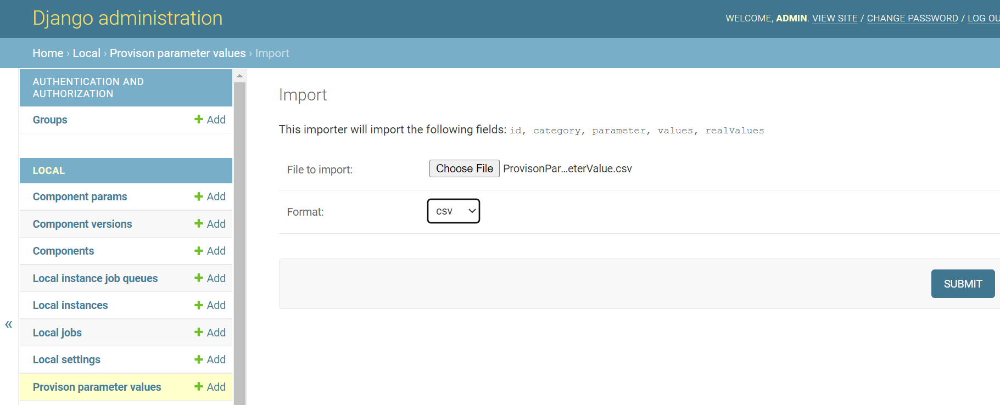 Django administration
WELCOME, ADMIN. VIEW SITE / CHANGE PASSWORD / LOG OU
Home › Local › Provison parameter values › Import
AUTHENTICATION AND
AUTHORIZATION
Groups + Add
LOCAL
Component params + Add
Component versions + Add
Components + Add
Local instance job queues + Add
Local instances + Add
Local jobs + Add
Local settings + Add
Provison parameter values + Add
«
Import
This importer will import the following fields: id, category, parameter, values, realValues
File to import: Choose File ProvisonPar...eterValue.csv
Format: csv
SUBMIT